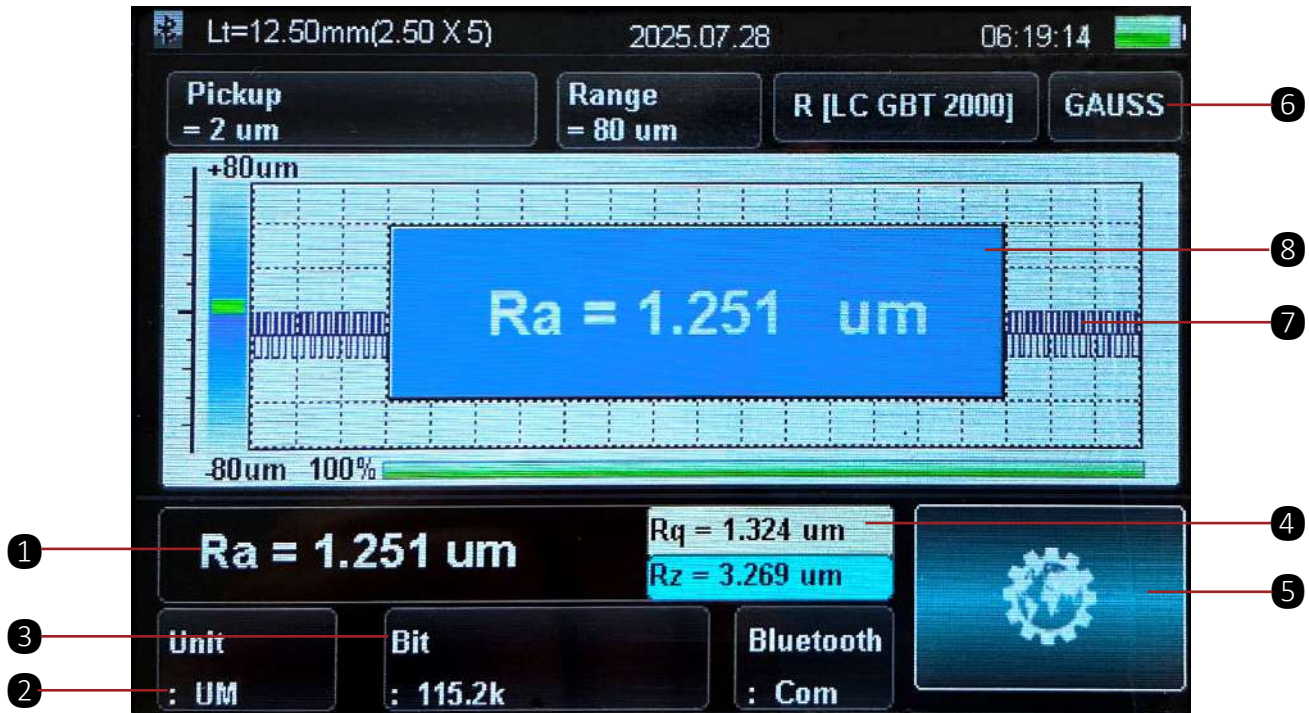 Lt=12.50mm(2.50 X 5) 2025.07.28 06:19:14
Pickup
= 2 um
Range
= 80 um
R [LC GBT 2000]
GAUSS
6
+80um
8
Ra = 1.251 um
7
-80um 100%
1
Ra = 1.251 um
Rq = 1.324 um
4
Rz = 3.269 um
5
3
Unit
: UM
2
Bit
: 115.2k
Bluetooth
: Com